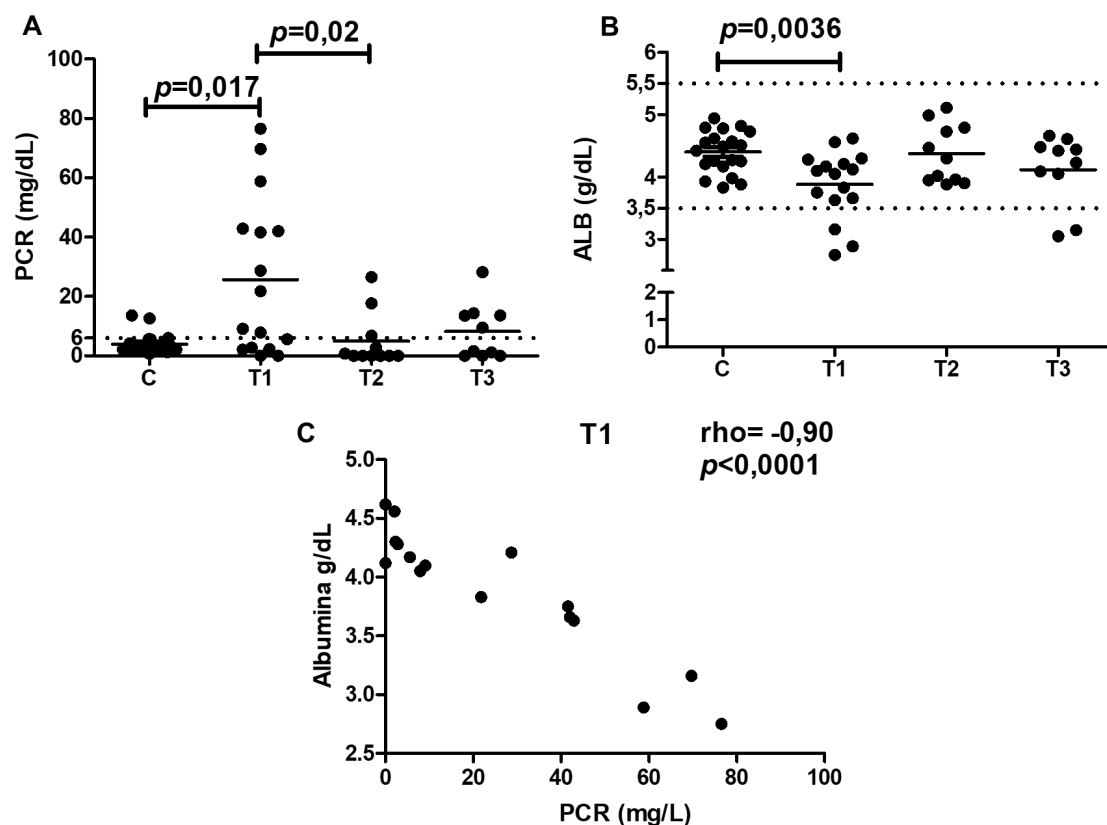 A
p=0,02
p=0,017
PCR (mg/dL)
100
80
60
40
20
6
0
C T1 T2 T3
B
p=0,0036
ALB (g/dL)
6
5,5
5
4
3,5
3
2
1
0
C T1 T2 T3
C T1 rho= -0,90
p<0,0001
Albumina g/dL
5.0
4.5
4.0
3.5
3.0
2.5
0 20 40 60 80 100
PCR (mg/L)